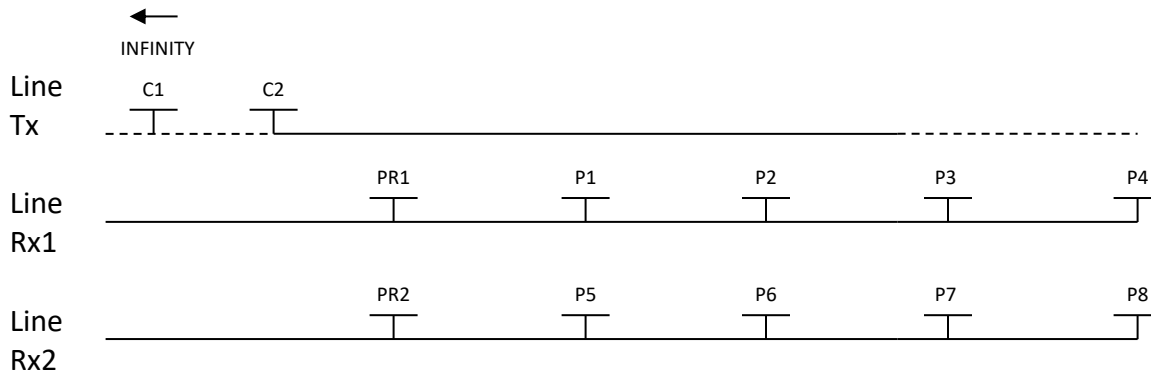 INFINITY
Line
Tx
C1
C2
Line
Rx1
PR1
P1
P2
P3
P4
Line
Rx2
PR2
P5
P6
P7
P8